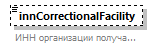 innCorrectionalFacility
ИНН организации получа...